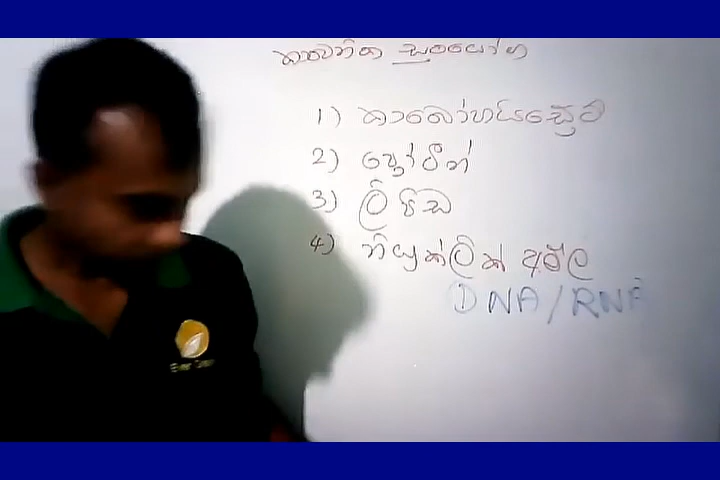 කාබනික සංයෝග
1) කාබෝහයිඩ්‍රේට
2) ප්‍රෝටීන්
3) ලිපිඩ
4) නියුක්ලික් අම්ල
DNA/RNA